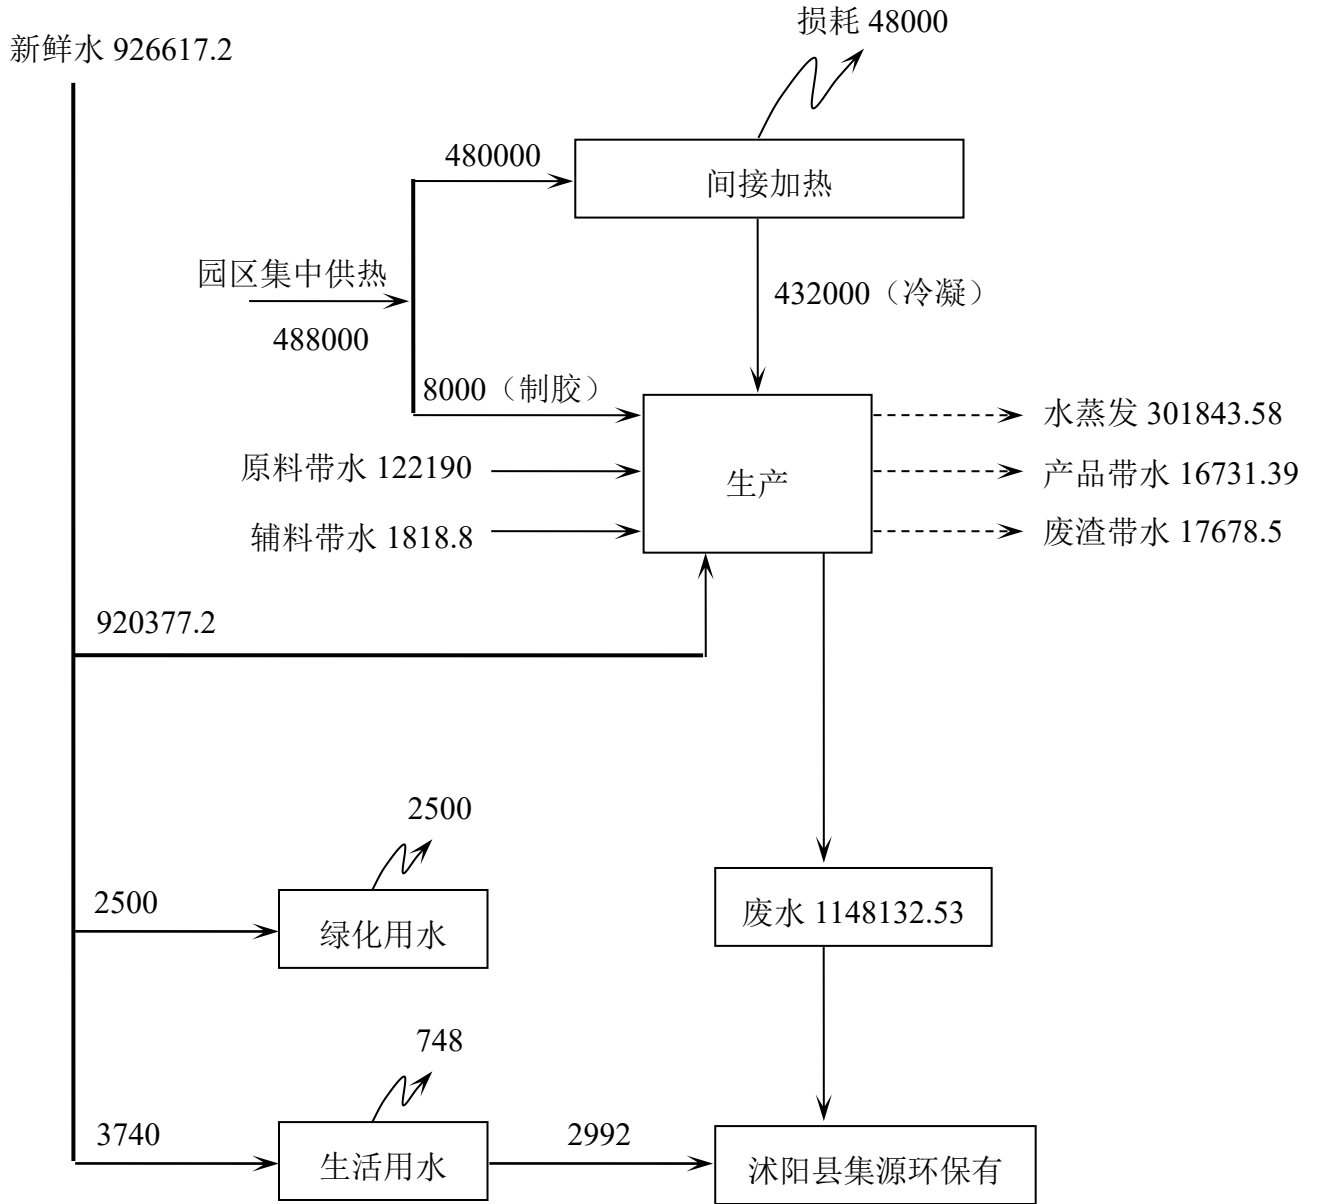 损耗 48000
新鲜水 926617.2
480000
间接加热
园区集中供热
488000
432000（冷凝）
8000（制胶）
水蒸发 301843.58
原料带水 122190
生产
产品带水 16731.39
辅料带水 1818.8
废渣带水 17678.5
920377.2
2500
2500
绿化用水
废水 1148132.53
748
3740
生活用水
2992
沭阳县集源环保有